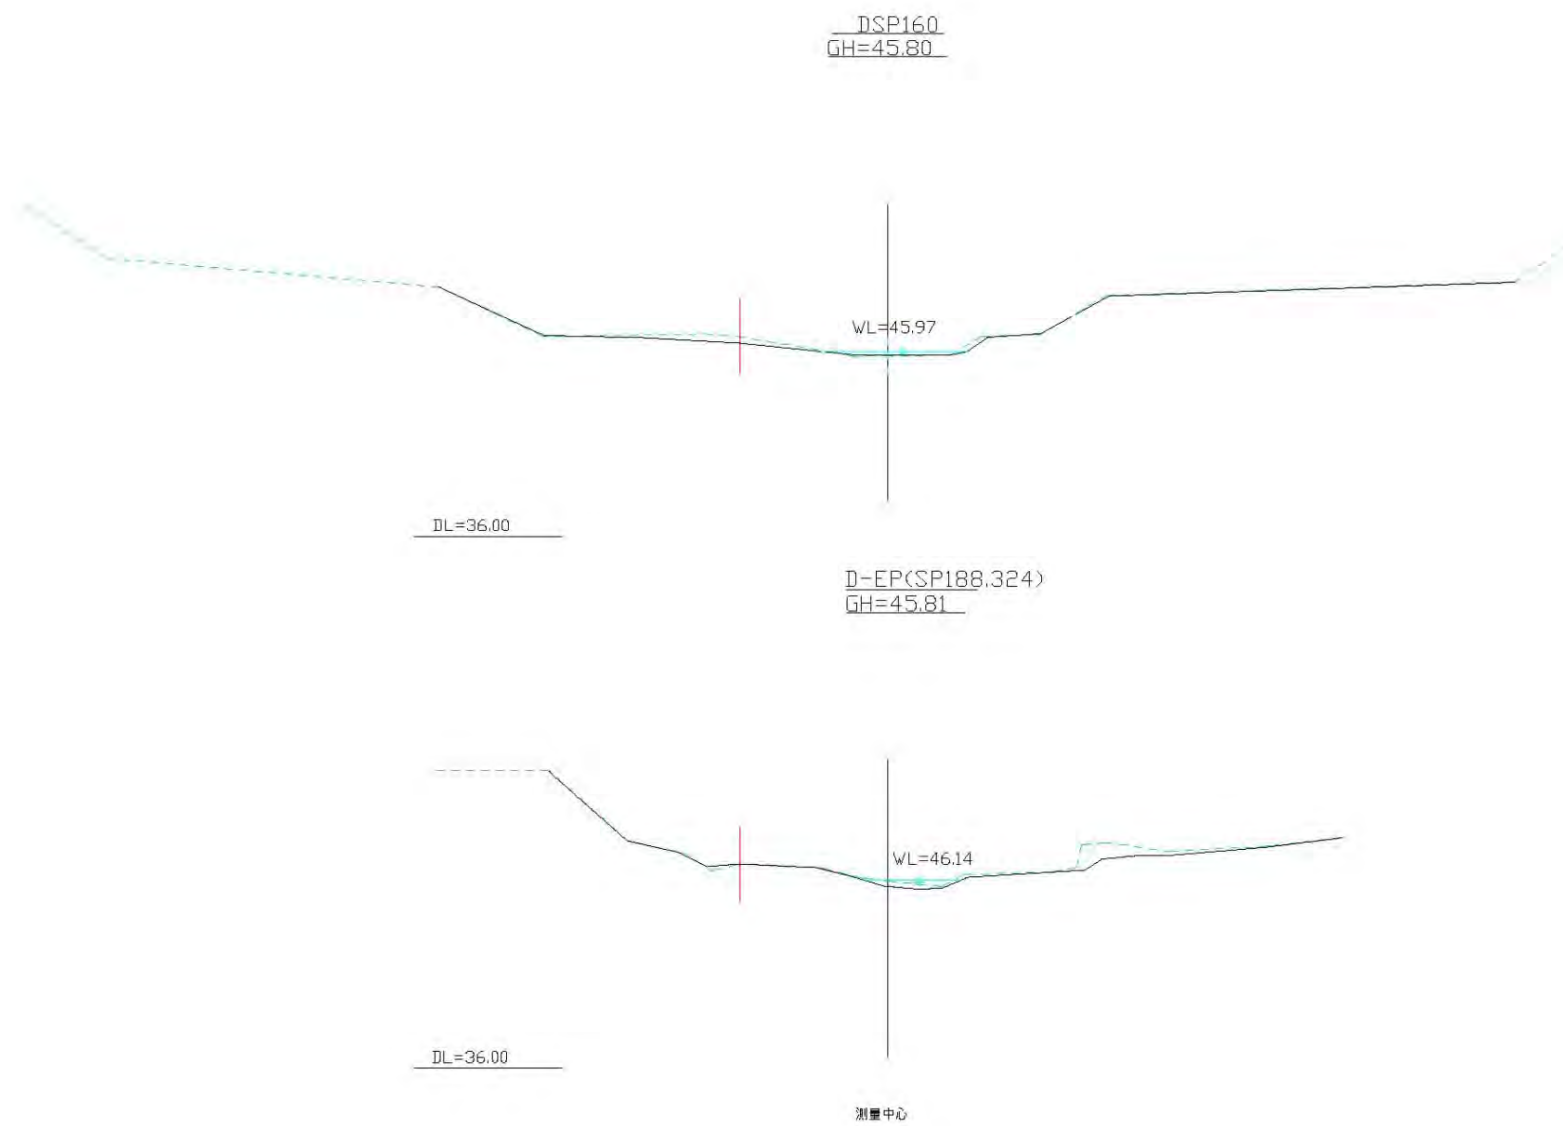 DSP160
GH=45.80
WL=45.97
DL=36.00
D-EP(SP188.324)
GH=45.81
WL=46.14
DL=36.00
測量中心